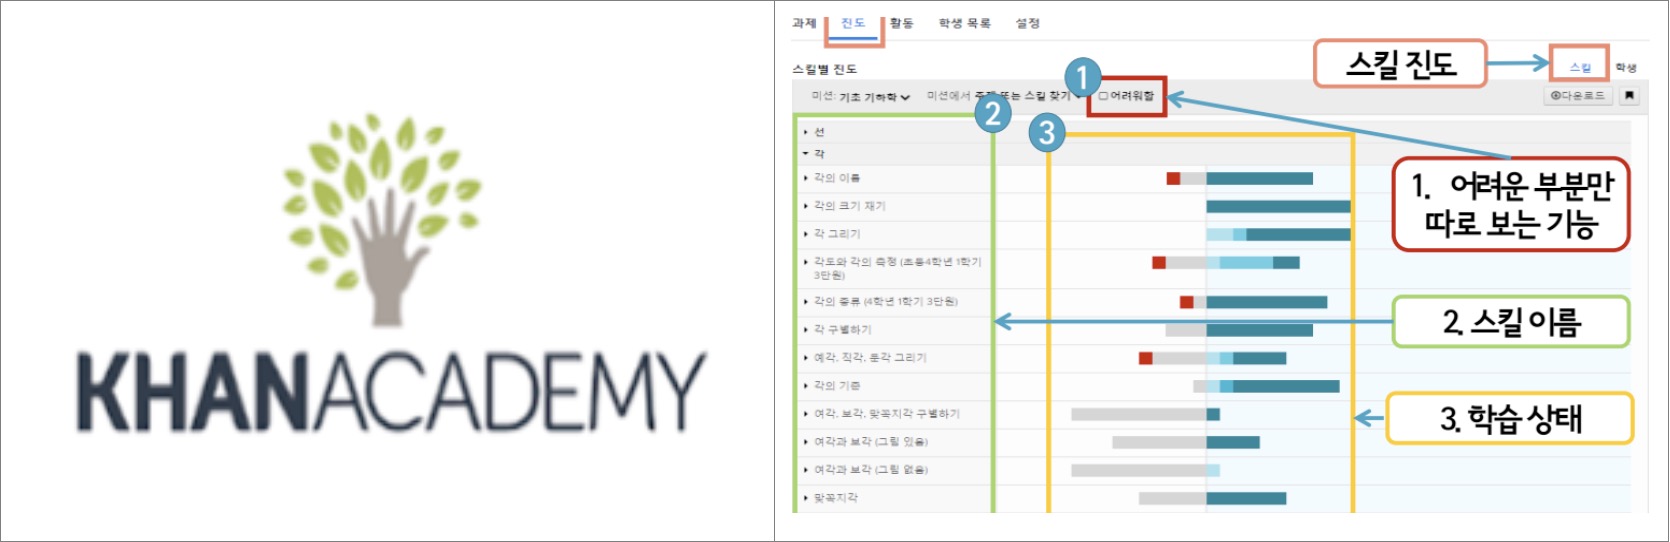 KHANACADEMY
과제 진도 활동 학생 목록 설정
스킬 진도
스킬 학생
스킬별 진도
1
미션: 기초 기하학 미션에서 주제 또는 스킬 찾기 어려워함
다운로드
2
3
선
각
각의 이름
각의 크기 재기
각 그리기
각도와 각의 측정 (초등4학년 1학기
3단원)
각의 종류 (4학년 1학기 3단원)
각 구별하기
예각, 직각, 둔각 그리기
각의 기준
여각, 보각, 맞꼭지각 구별하기
여각과 보각 (그림 있음)
여각과 보각 (그림 없음)
맞꼭지각
1. 어려운 부분만
따로 보는 기능
2. 스킬 이름
3. 학습 상태